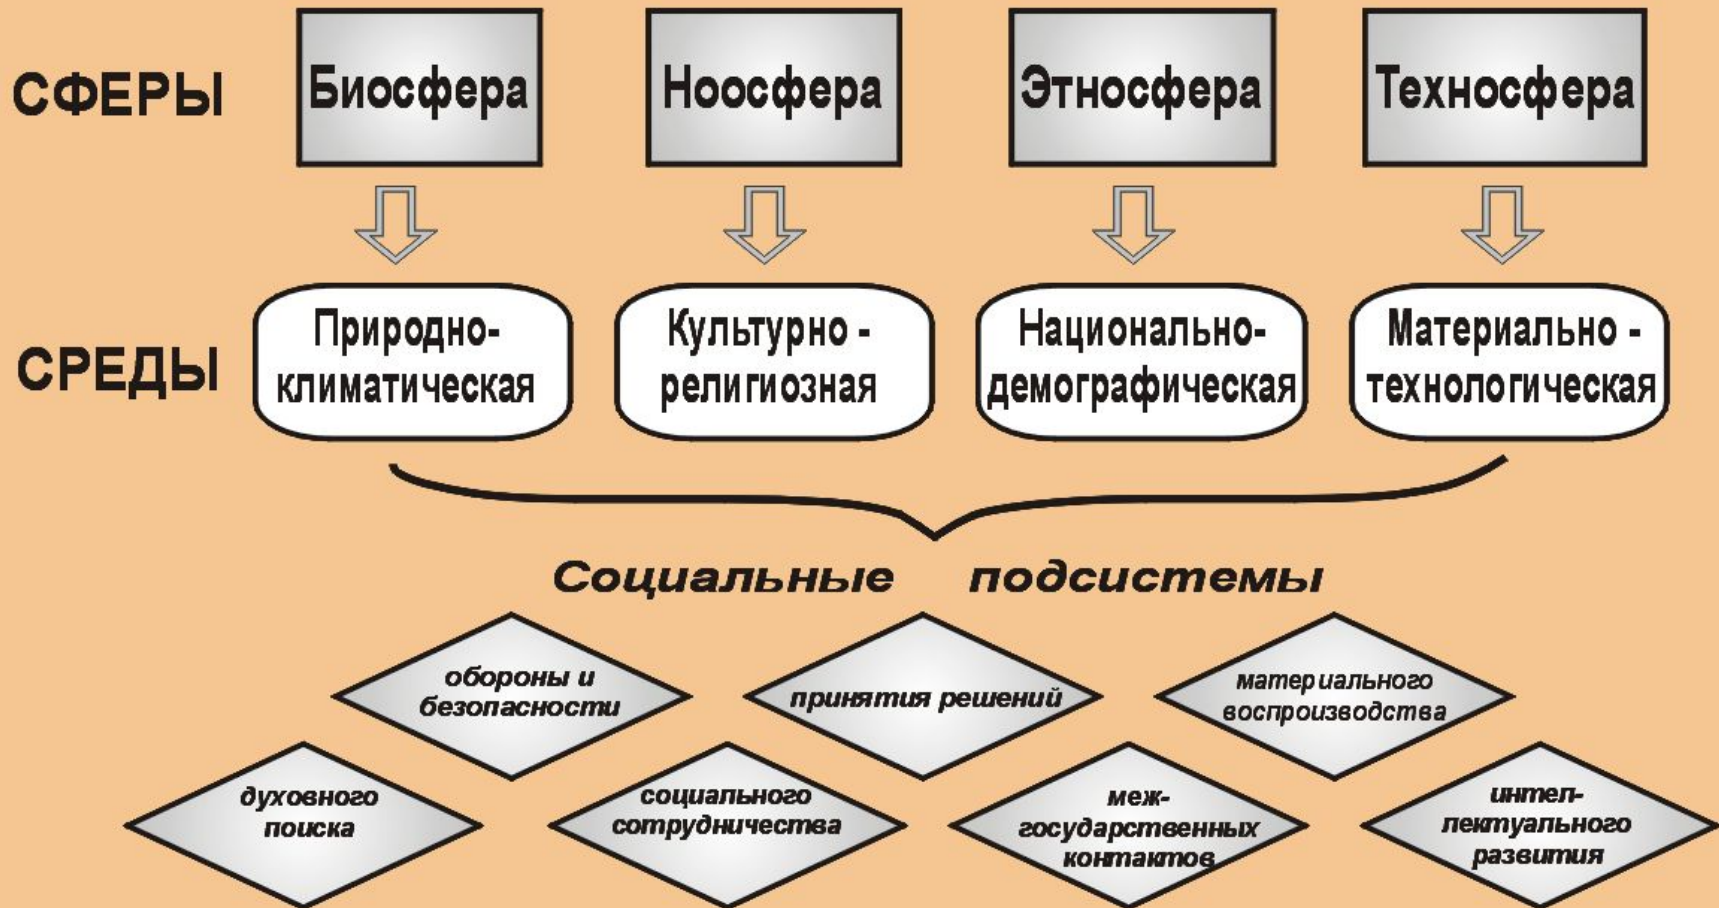 СФЕРЫ
Биосфера
Ноосфера
Этносфера
Техносфера
СРЕДЫ
Природно-
климатическая
Культурно -
религиозная
Национально-
демографическая
Материально -
технологическая
Социальные подсистемы
обороны и
безопасности
принятия решений
материального
воспроизводства
духовного
поиска
социального
сотрудничества
меж-
государственных
контактов
интел-
лектуального
развития